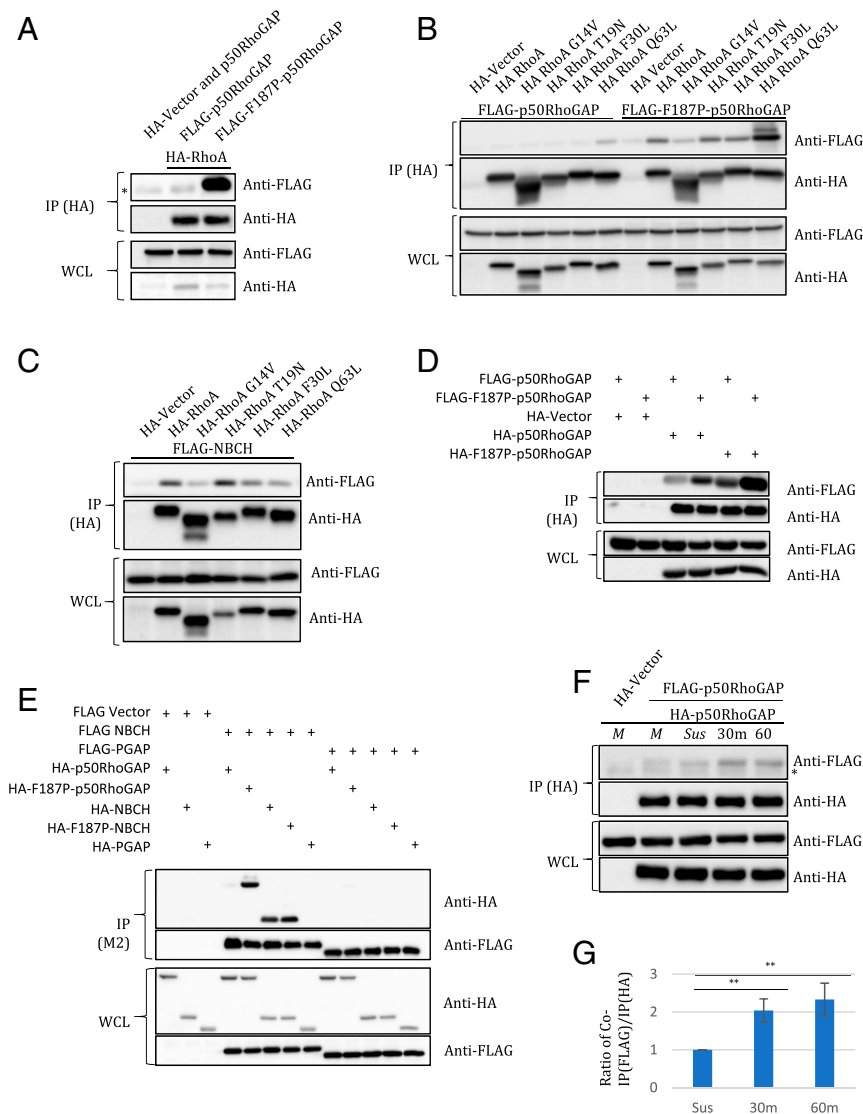 A
HA-Vector and p50RhoGAP
FLAG-p50RhoGAP
FLAG-F187P-p50RhoGAP
HA-RhoA
*
IP (HA)
Anti-FLAG
Anti-HA
WCL
Anti-FLAG
Anti-HA
B
HA-Vector
HA RhoA
HA RhoA G14V
HA RhoA T19N
HA RhoA F30L
HA RhoA Q63L
HA Vector
HA RhoA
HA RhoA G14V
HA RhoA T19N
HA RhoA F30L
HA RhoA Q63L
FLAG-p50RhoGAP FLAG-F187P-p50RhoGAP
IP (HA)
Anti-FLAG
Anti-HA
WCL
Anti-FLAG
Anti-HA
C
HA-Vector
HA-RhoA
HA-RhoA G14V
HA-RhoA T19N
HA-RhoA F30L
HA-RhoA Q63L
FLAG-NBCH
IP
(HA)
Anti-FLAG
Anti-HA
WCL
Anti-FLAG
Anti-HA
D
FLAG-p50RhoGAP + + +
FLAG-F187P-p50RhoGAP + + +
HA-Vector + +
HA-p50RhoGAP + +
HA-F187P-p50RhoGAP + +
IP
(HA)
Anti-FLAG
Anti-HA
WCL
Anti-FLAG
Anti-HA
E
FLAG Vector + + +
FLAG NBCH + + + + +
FLAG-PGAP + + + + +
HA-p50RhoGAP + + +
HA-F187P-p50RhoGAP + +
HA-NBCH + + +
HA-F187P-NBCH + +
HA-PGAP + + +
IP
(M2)
Anti-HA
Anti-FLAG
WCL
Anti-HA
Anti-FLAG
F
HA-Vector
FLAG-p50RhoGAP
HA-p50RhoGAP
M M Sus 30m 60
IP (HA)
Anti-FLAG
*
Anti-HA
WCL
Anti-FLAG
Anti-HA
G
Ratio of Co-
IP(FLAG)/IP(HA)
3
2
1
0
**
**
Sus 30m 60m